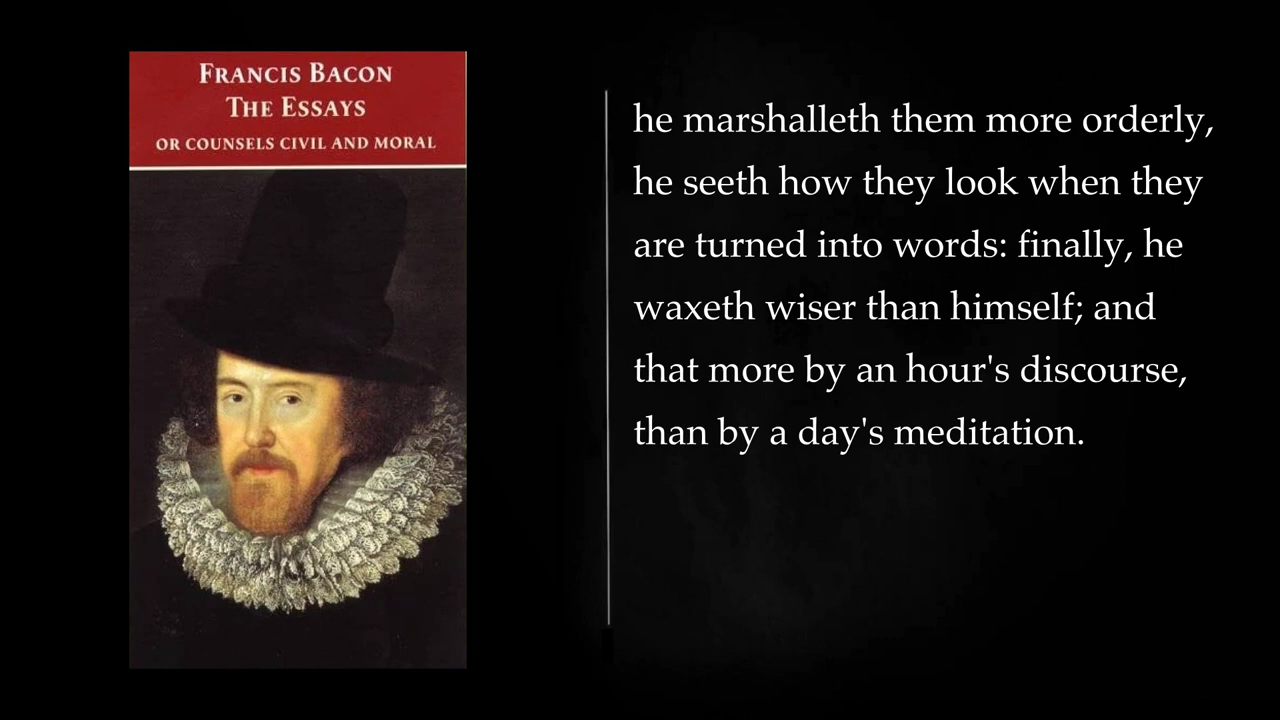 FRANCIS BACON
THE ESSAYS
OR COUNSELS CIVIL AND MORAL
he marshalleth them more orderly,
he seeth how they look when they
are turned into words: finally, he
waxeth wiser than himself; and
that more by an hour's discourse,
than by a day's meditation.